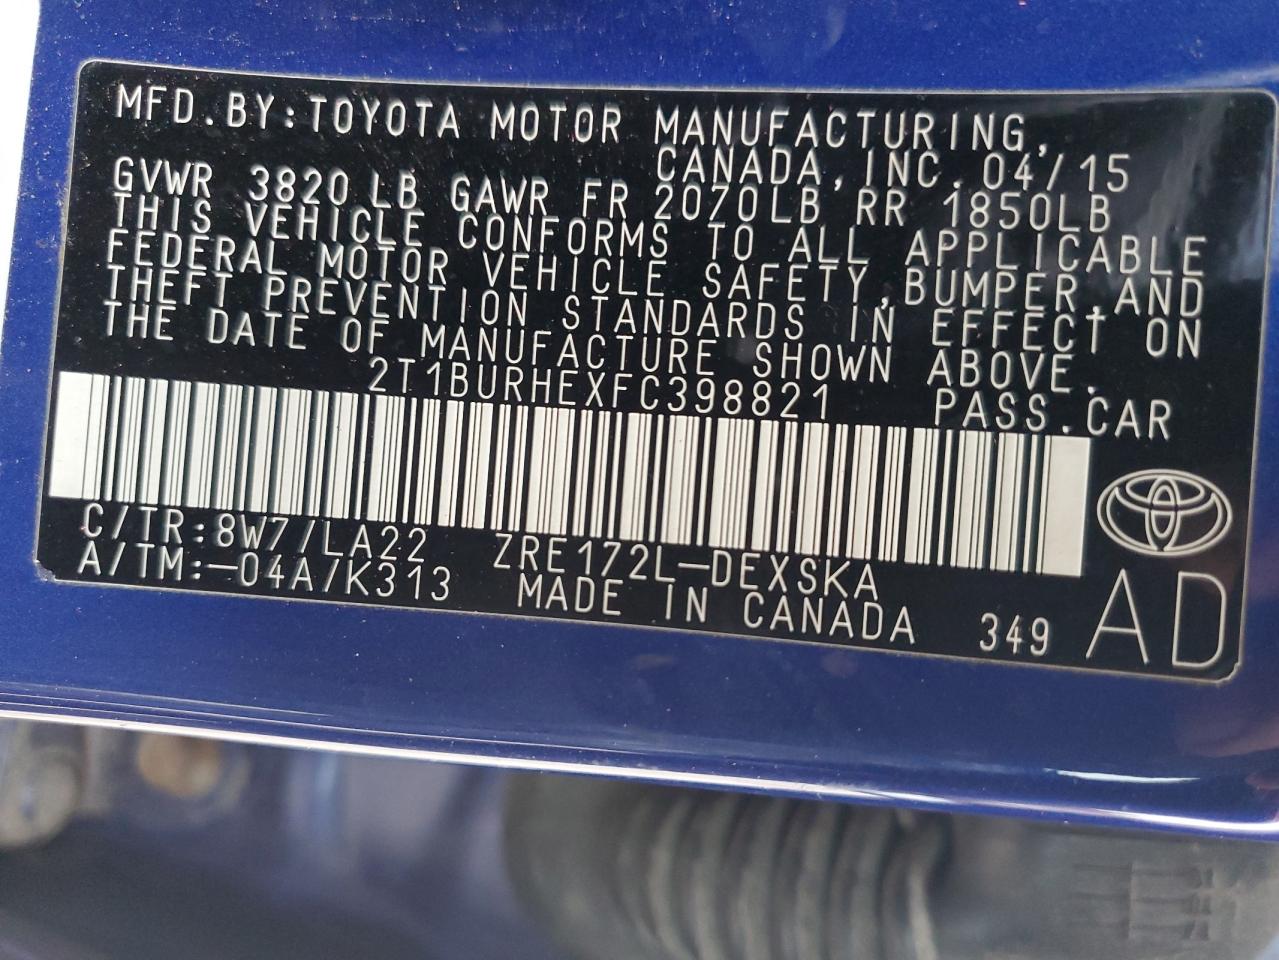 MFD.BY:TOYOTA MOTOR MANUFACTURING,
CANADA,INC. 04/15
GVWR 3820LB GAWR FR 2070LB RR 1850LB
THIS VEHICLE CONFORMS TO ALL APPLICABLE
FEDERAL MOTOR VEHICLE SAFETY,BUMPER,AND
THEFT PREVENTION STANDARDS IN EFFECT ON
THE DATE OF MANUFACTURE SHOWN ABOVE.
2T1BURHEXFC398821 PASS.CAR
C/TR:8W7/LA22 ZRE172L-DEXSKA
A/TM:-04A/K313 MADE IN CANADA 349 AD